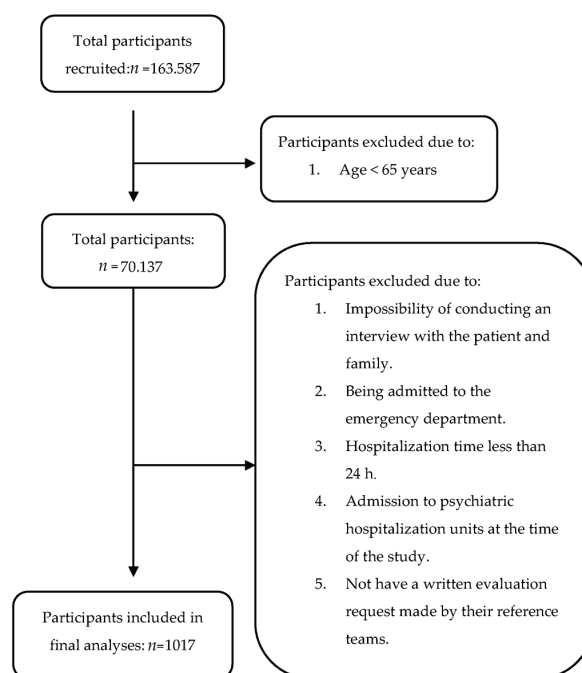 Total participants
recruited:n =163.587
Participants excluded due to:
1. Age < 65 years
Total participants:
n = 70.137
Participants excluded due to:
1. Impossibility of conducting an
interview with the patient and
family.
2. Being admitted to the
emergency department.
3. Hospitalization time less than
24 h.
4. Admission to psychiatric
hospitalization units at the time
of the study.
5. Not have a written evaluation
request made by their reference
teams.
Participants included in
final analyses: n=1017